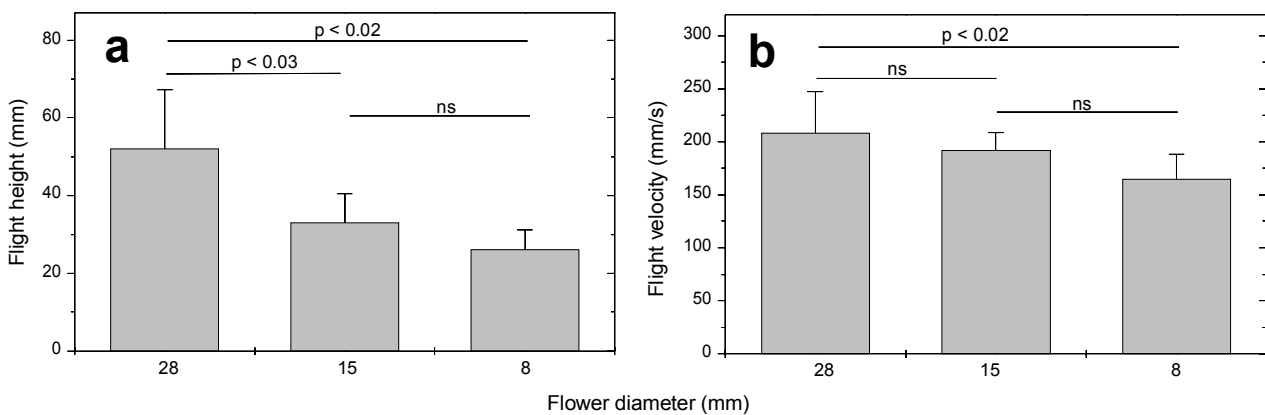 a
Flight height (mm)
80
60
40
20
0
p < 0.02
p < 0.03
ns
28
15
8
b
Flight velocity (mm/s)
300
250
200
150
100
50
0
p < 0.02
ns
ns
28
15
8
Flower diameter (mm)